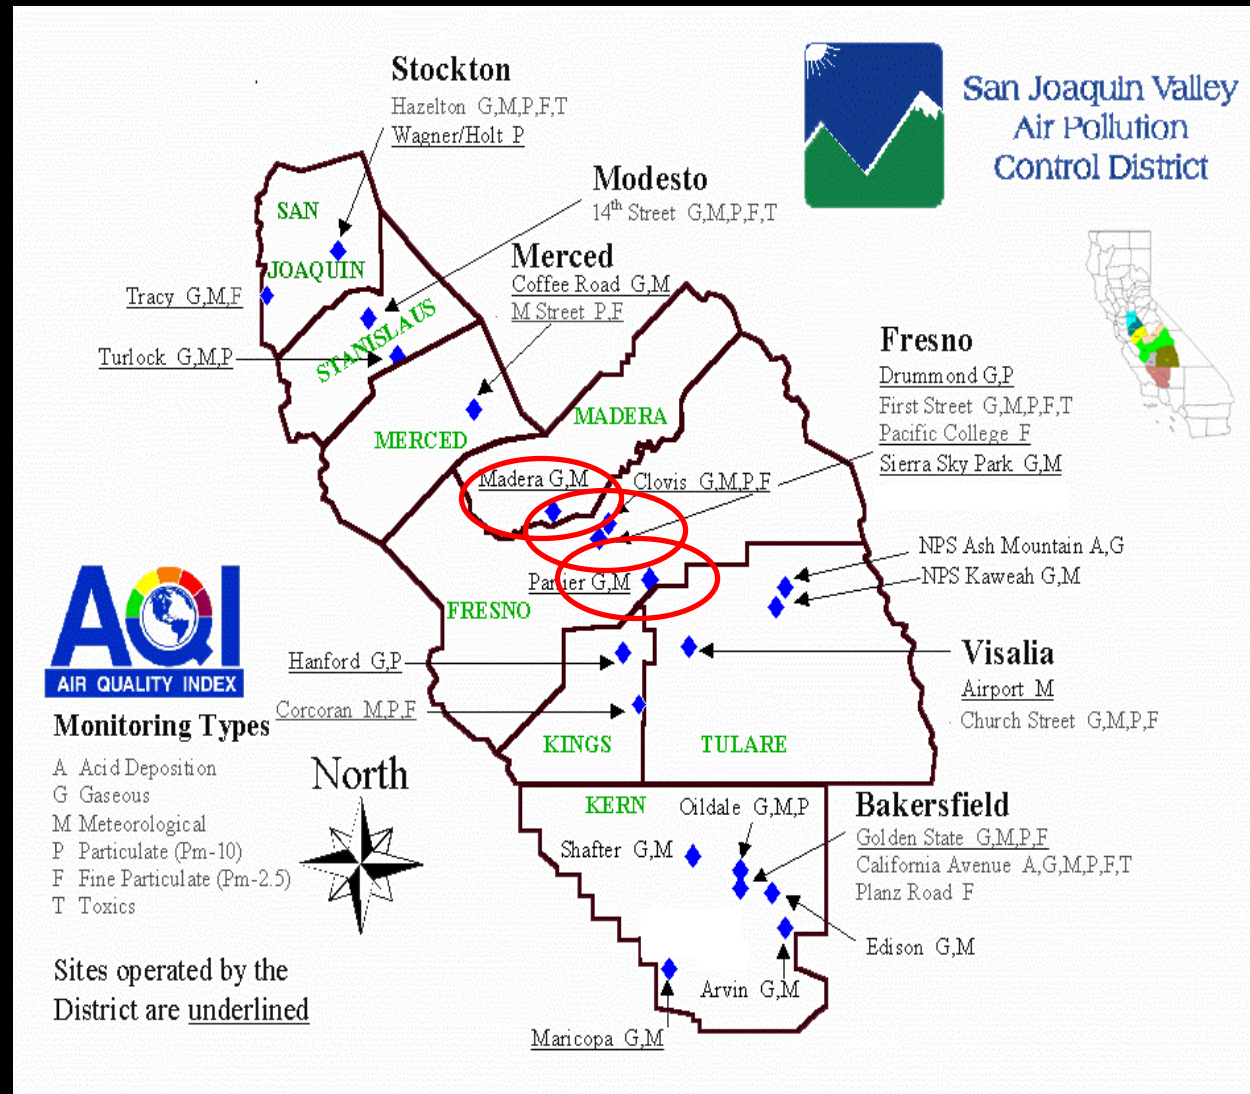 Stockton
Hazelton G,M,P,F,T
Wagner/Holt P
San Joaquin Valley
Air Pollution
Control District
Modesto
14th Street G,M,P,F,T
SAN
JOAQUIN
Merced
Coffee Road G,M
M Street P,F
Tracy G,M,F
STANISLAUS
Turlock G,M,P
Fresno
Drummond G,P
First Street G,M,P,F,T
Pacific College F
Sierra Sky Park G,M
MADERA
MERCED
Madera G,M
Clovis G,M,P,F
NPS Ash Mountain A,G
NPS Kaweah G,M
Parlier G,M
FRESNO
AQI
AIR QUALITY INDEX
Hanford G,P
Visalia
Airport M
Church Street G,M,P,F
Corcoran M,P,F
KINGS
TULARE
Monitoring Types
A Acid Deposition
G Gaseous
M Meteorological
P Particulate (Pm-10)
F Fine Particulate (Pm-2.5)
T Toxics
North
KERN
Oildale G,M,P
Bakersfield
Golden State G,M,P,F
California Avenue A,G,M,P,F,T
Planz Road F
Shafter G,M
Edison G,M
Arvin G,M
Maricopa G,M
Sites operated by the
District are underlined